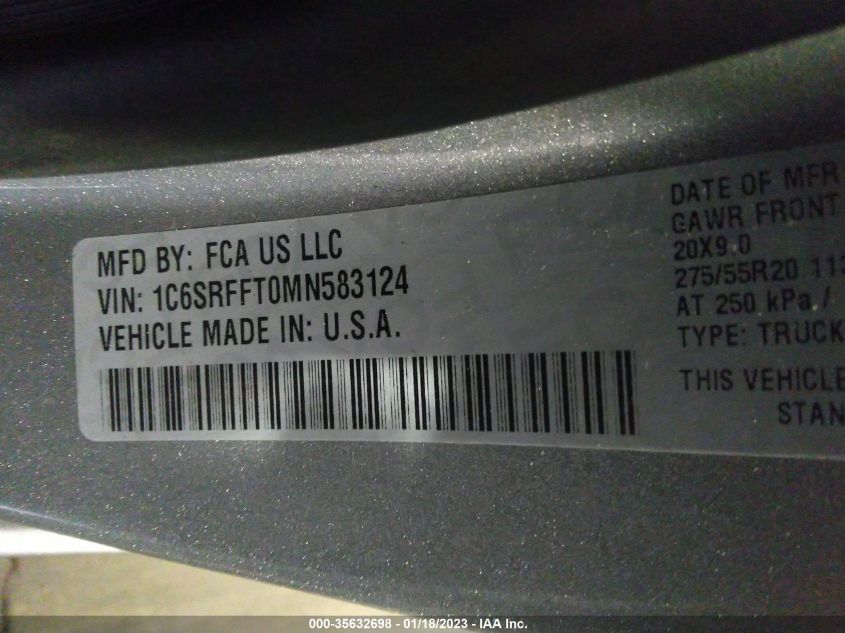 MFD BY: FCA US LLC
VIN: 1C6SRFFT0MN583124
VEHICLE MADE IN: U.S.A.
DATE OF MFR
GAWR FRONT
20X9.0
275/55R20
AT 250 kPa /
TYPE: TRUCK
THIS VEHICLE
000-35632698 - 01/18/2023 - IAA Inc.